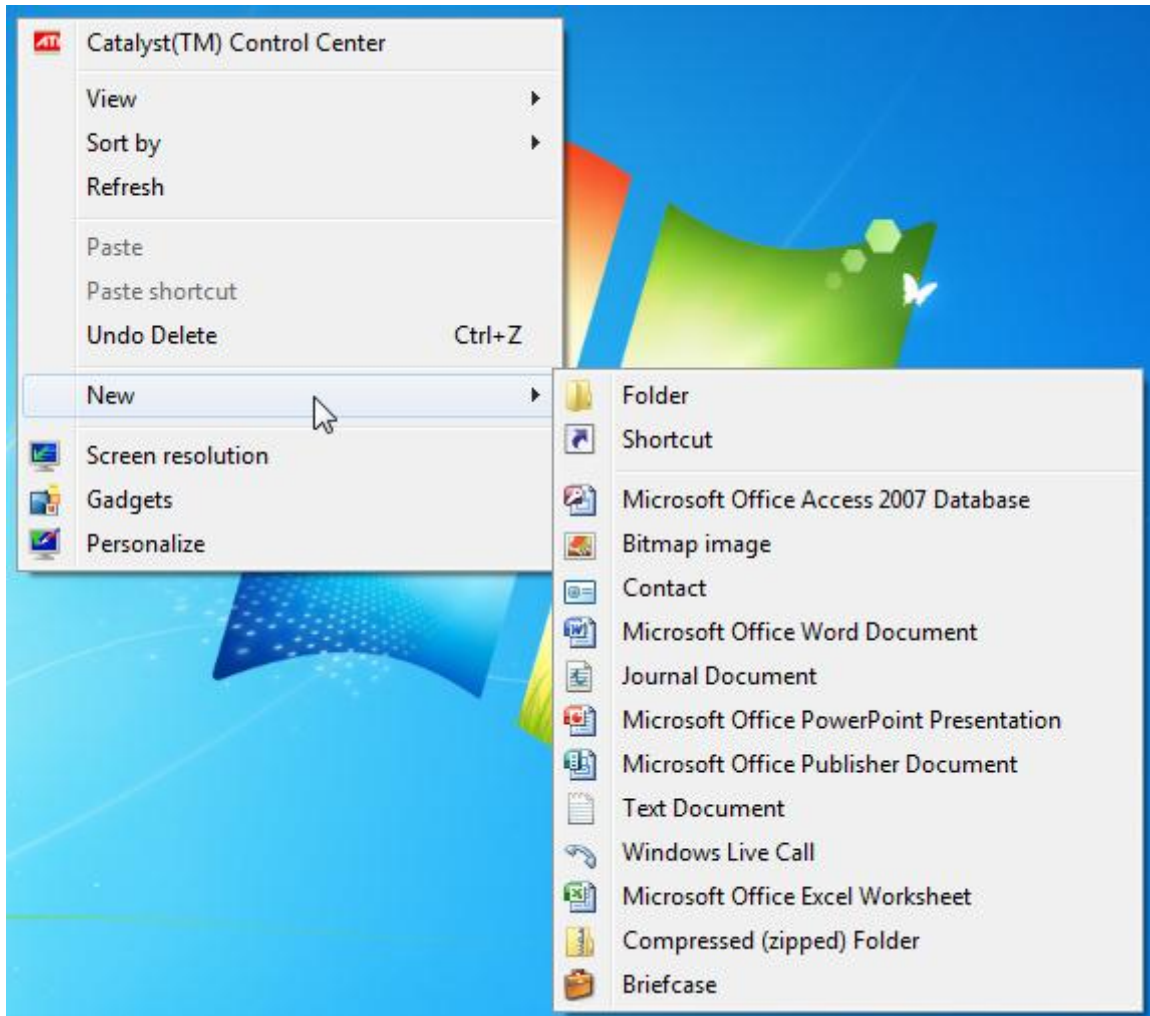 ATI
Catalyst(TM) Control Center
View
Sort by
Refresh
Paste
Paste shortcut
Undo Delete Ctrl+Z
New
Screen resolution
Gadgets
Personalize
Folder
Shortcut
Microsoft Office Access 2007 Database
Bitmap image
Contact
Microsoft Office Word Document
Journal Document
Microsoft Office PowerPoint Presentation
Microsoft Office Publisher Document
Text Document
Windows Live Call
Microsoft Office Excel Worksheet
Compressed (zipped) Folder
Briefcase